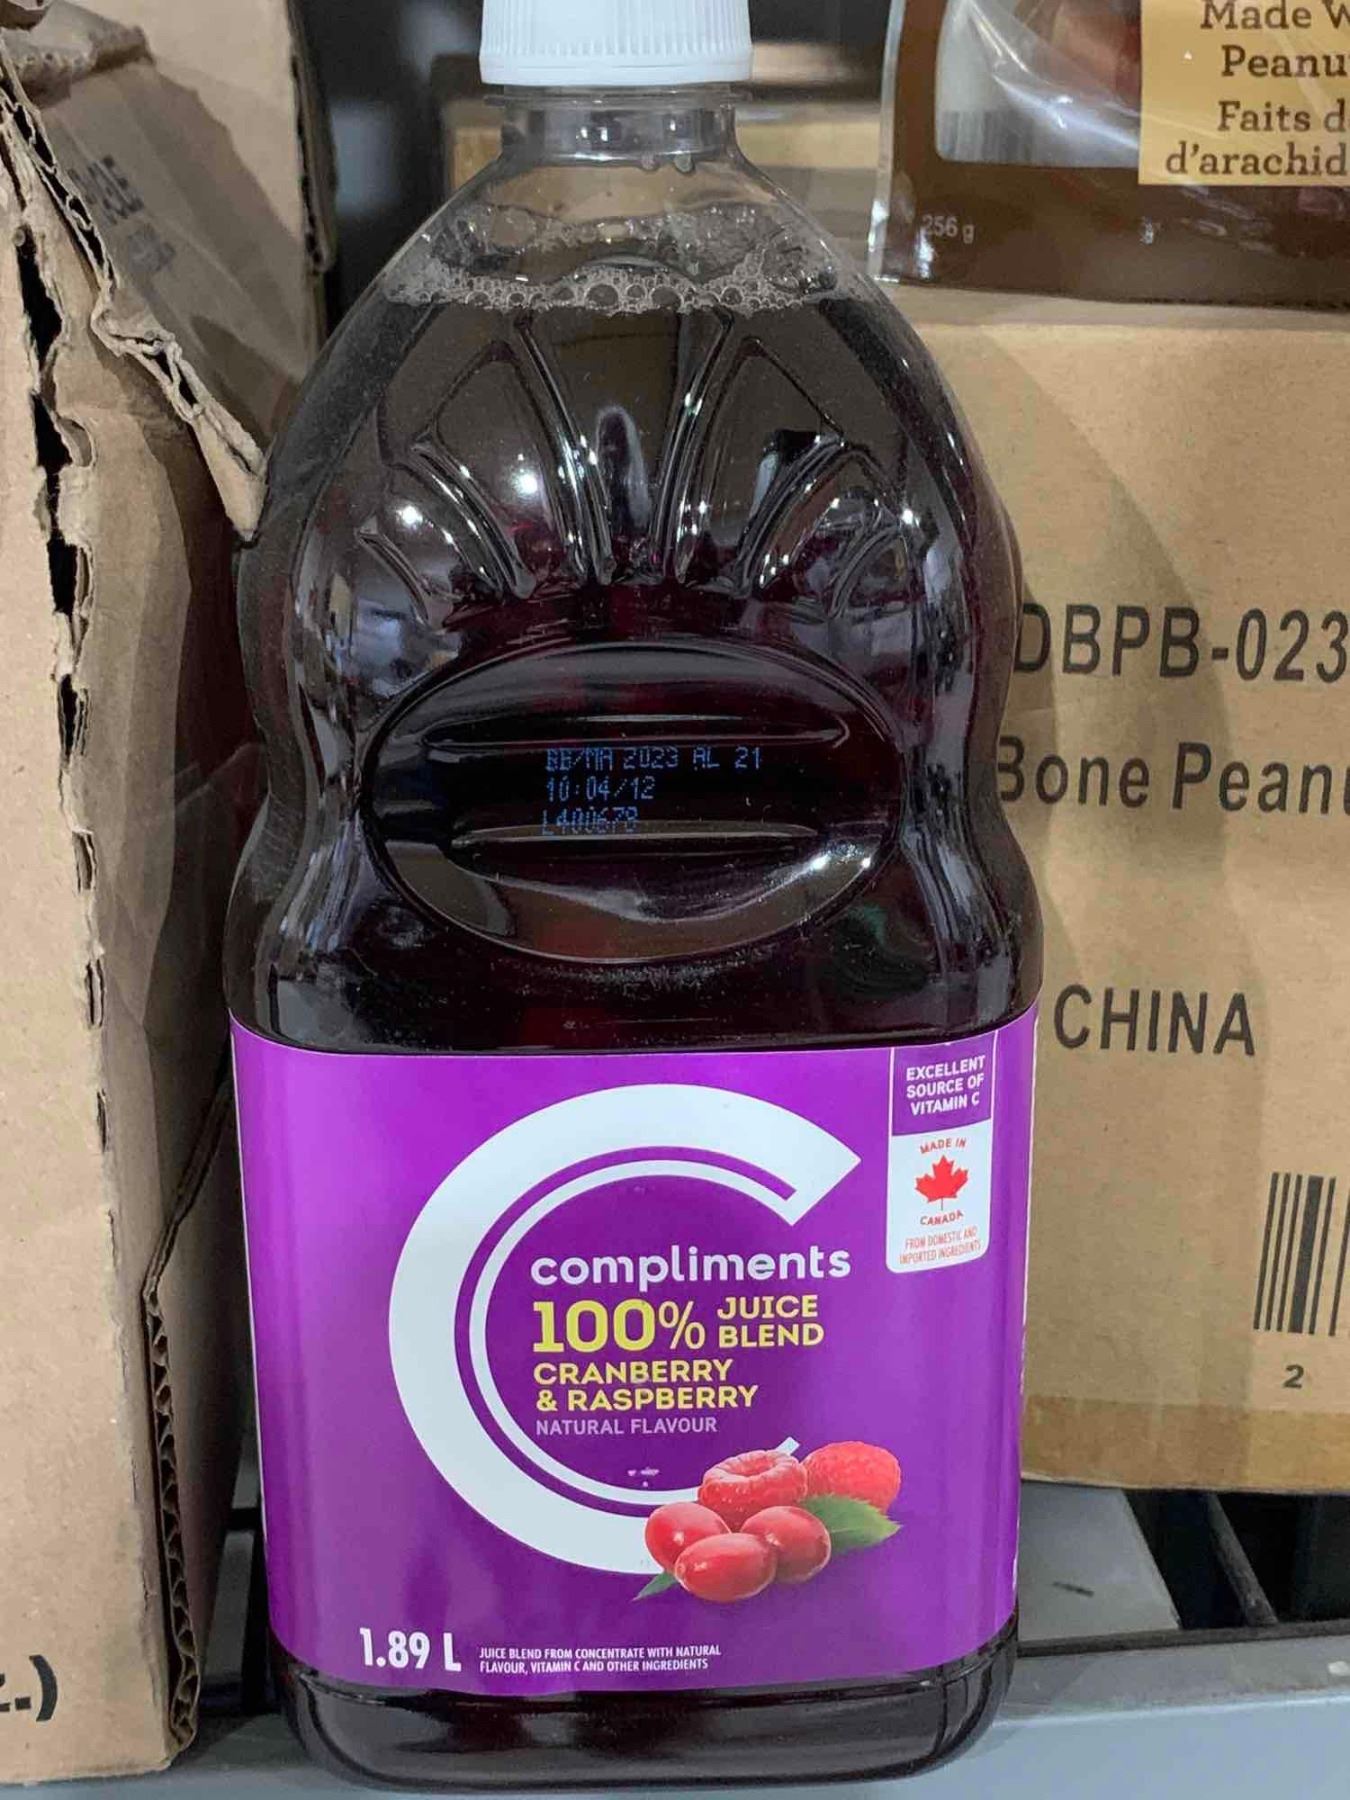 Made
Peanu
Faits d
d'arachid
256 g
BB/MA 2023 AL 21
10:04/12
L400678
DBPB-023
Bone Peanu
CHINA
EXCELLENT
SOURCE OF
VITAMIN C
MADE IN
CANADA
FROM DOMESTIC AND
IMPORTED INGREDIENTS
compliments
100% JUICE
BLEND
CRANBERRY
& RASPBERRY
NATURAL FLAVOUR
2
1.89 L
JUICE BLEND FROM CONCENTRATE WITH NATURAL
FLAVOUR, VITAMIN C AND OTHER INGREDIENTS
.)